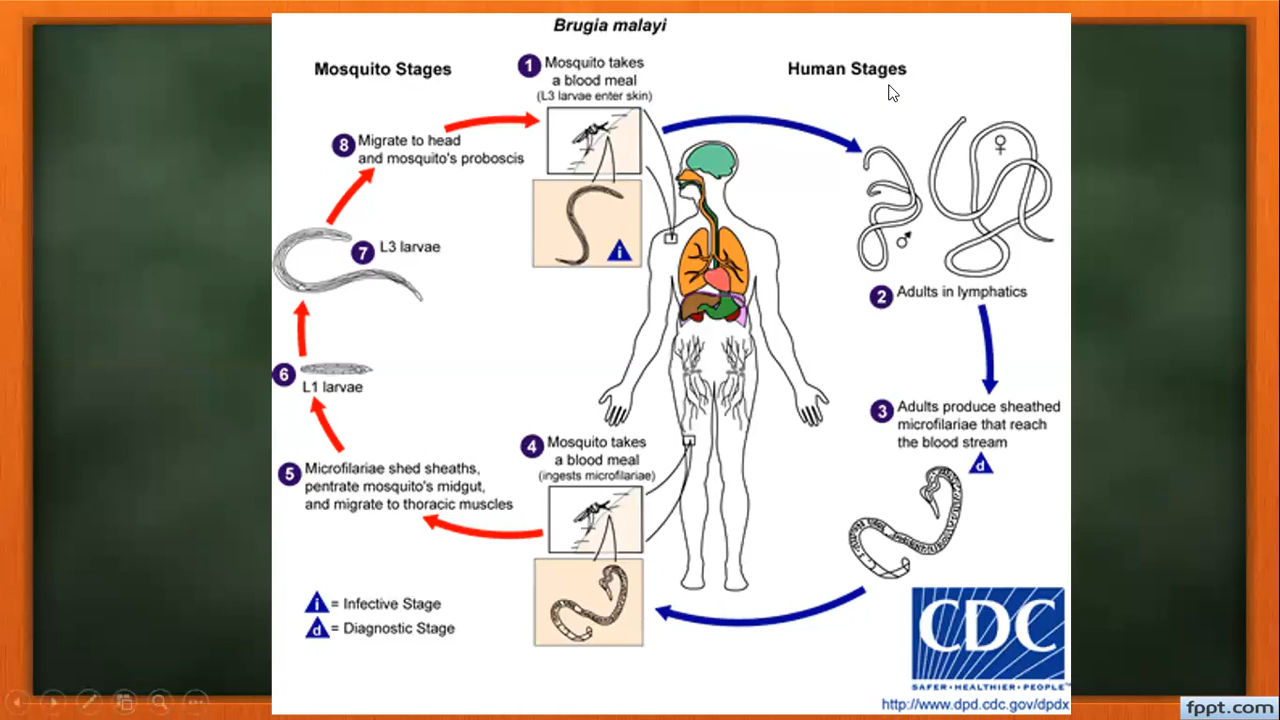 Brugia malayi
Mosquito Stages
Human Stages
1 Mosquito takes
a blood meal
(L3 larvae enter skin)
8 Migrate to head
and mosquito's proboscis
7 L3 larvae
i
♂
♀
2 Adults in lymphatics
6
L1 larvae
3 Adults produce sheathed
microfilariae that reach
the blood stream
d
4 Mosquito takes
a blood meal
(ingests microfilariae)
5 Microfilariae shed sheaths,
pentrate mosquito's midgut,
and migrate to thoracic muscles
i = Infective Stage
d = Diagnostic Stage
CDC
SAFER·HEALTHIER·PEOPLE™
http://www.dpd.cdc.gov/dpdx
fppt.com